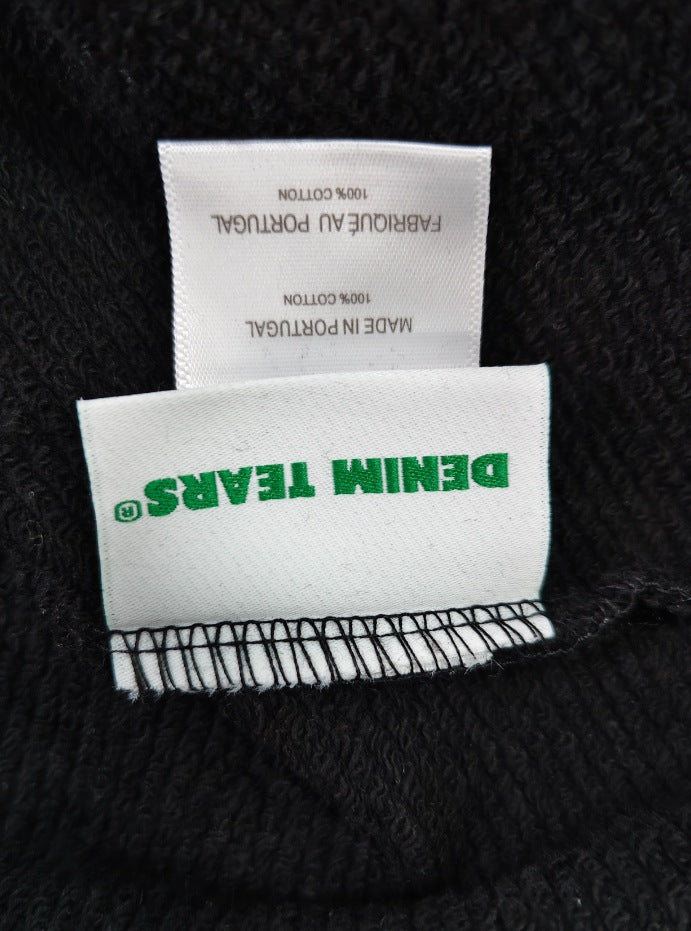 DENIM TEARS®
MADE IN PORTUGAL
100% COTTON
FABRIQUÉ AU PORTUGAL
100% COTTON